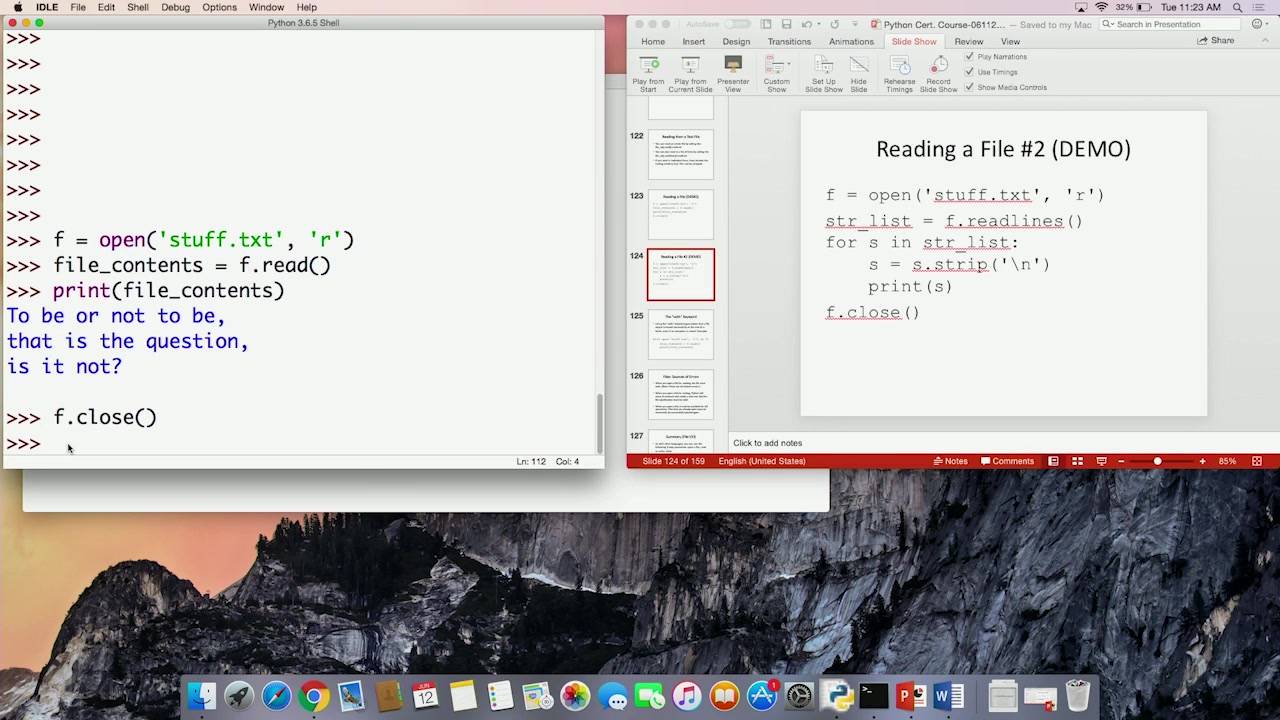 IDLE File Edit Shell Debug Options Window Help
32% Tue 11:23 AM
Python 3.6.5 Shell
>>>
>>>
>>>
>>>
>>>
>>>
>>>
>>>
>>> f = open('stuff.txt', 'r')
>>> file_contents = f.read()
>>> print(file_contents)
To be or not to be,
that is the question,
is it not?
>>> f.close()
>>>
Ln: 112 Col: 4
AutoSave Python Cert. Course-06112... — Saved to my Mac Search in Presentation
Home Insert Design Transitions Animations Slide Show Review View Share
Play from Start
Play from Current Slide
Presenter View
Custom Show
Set Up Slide Show
Hide Slide
Play Narrations
Use Timings
Show Media Controls
Rehearse Timings
Record Slide Show
122
Reading from a Text File
123
Reading a File (DEMO)
124
Reading a File #2 (DEMO)
125
The "with" Keyword
126
Files: Sources of Errors
127
Reading a File #2 (DEMO)
f = open('stuff.txt', 'r')
str_list = f.readlines()
for s in str_list:
s = s.strip('\n')
print(s)
f.close()
Click to add notes
Slide 124 of 159 English (United States) Notes Comments 85%
JUN
12
1